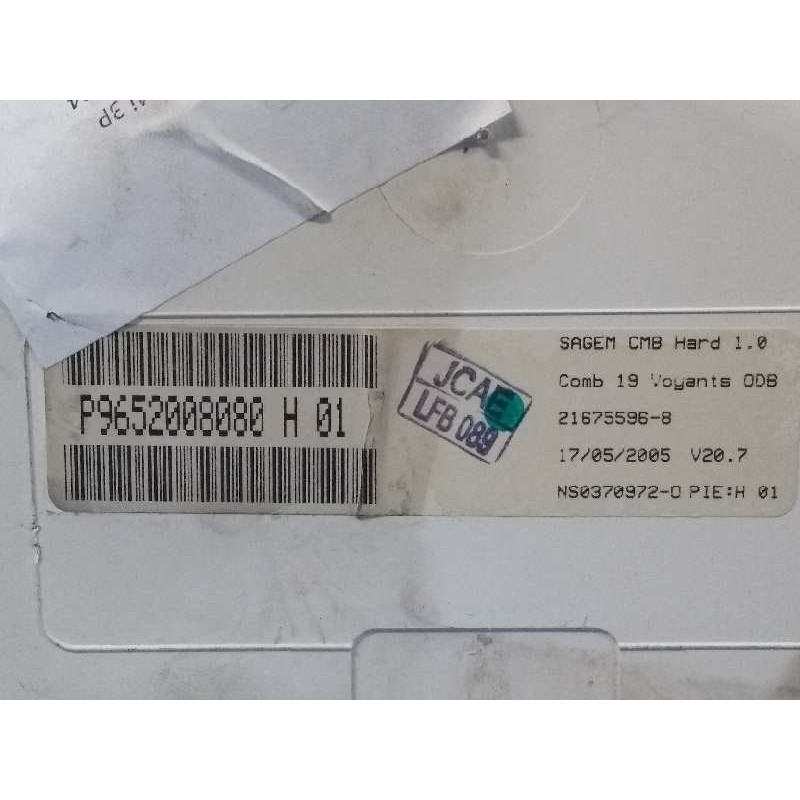 3P
P9652008080 H 01
JCAE
LFB 089
SAGEM CMB Hard 1.0
Comb 19 Voyants ODB
21675596-8
17/05/2005 V20.7
NS0370972-0 PIE:H 01